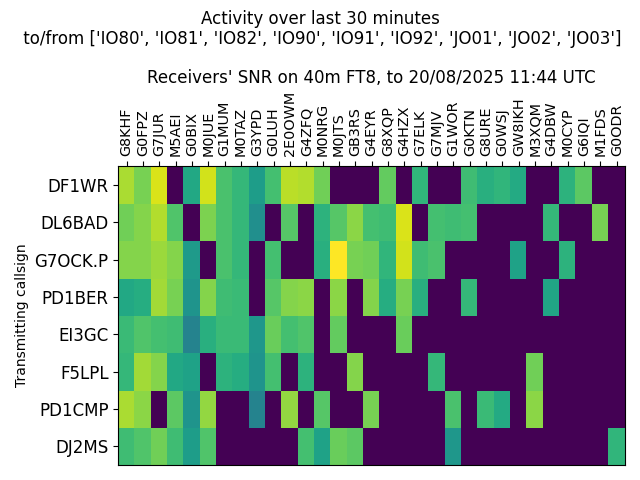 Activity over last 30 minutes
to/from ['IO80', 'IO81', 'IO82', 'IO90', 'IO91', 'IO92', 'JO01', 'JO02', 'JO03']
Receivers' SNR on 40m FT8, to 20/08/2025 11:44 UTC
G8KHF
G0FPZ
G7JUR
M5AEI
G0BIX
M0JUE
G1MUM
M0TAZ
G3YPD
G0LUH
2E0OWM
G4ZFQ
M0NRG
M0JTS
GB3RS
G4EYR
G8XQP
G4HZX
G7ELK
G7MJV
G1WOR
G0KTN
G8URE
G0WSJ
GW8IKH
M3XQM
G4DBW
M0CYP
G6IQI
M1FDS
G0ODR
Transmitting callsign
DF1WR
DL6BAD
G7OCK.P
PD1BER
EI3GC
F5LPL
PD1CMP
DJ2MS